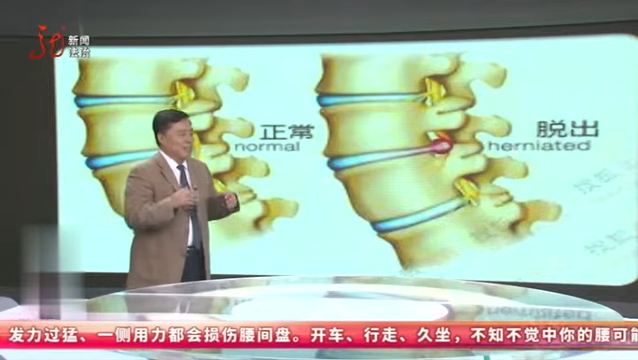 新闻
正常
normal
脱出
herniated
发力过猛、一侧用力都会损伤腰间盘。开车、行走、久坐，不知不觉中你的腰可能